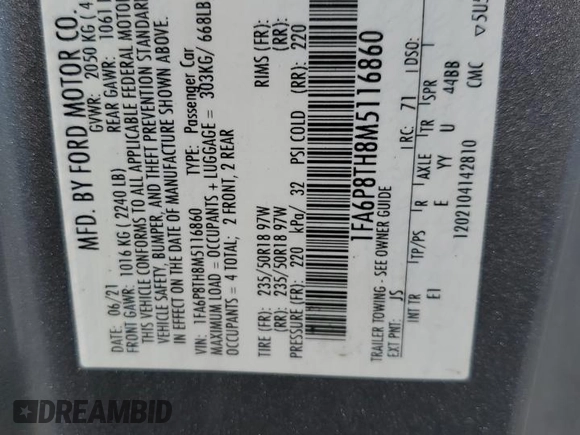 MFD. BY FORD MOTOR CO.
DATE: 06/21 GVWR: 2050 KG ( 4
FRONT GAWR: 1016 KG ( 2240 LB) REAR GAWR: 1061
THIS VEHICLE CONFORMS TO ALL APPLICABLE FEDERAL MOTOR
VEHICLE SAFETY, BUMPER, AND THEFT PREVENTION STANDARD
IN EFFECT ON THE DATE OF MANUFACTURE SHOWN ABOVE.
VIN: 1FA6P8TH8M5116860 TYPE: Passenger Car
MAXIMUM LOAD = OCCUPANTS + LUGGAGE = 303KG/ 668LB
OCCUPANTS = 4 TOTAL; 2 FRONT, 2 REAR
TIRE (FR): 235/50R18 97W RIMS (FR):
(RR): 235/50R18 97W (RR):
PRESSURE (FR): 220 kPa/ 32 PSI COLD (RR): 220
1FA6P8TH8M5116860
TRAILER TOWING - SEE OWNER GUIDE
EXT PNT: JS RC: 71 DSO:
INT TR TP/PS R AXLE TR SPR
EI E YY U 44BB
1202104142810 CMC ▽5U5
DREAMBID